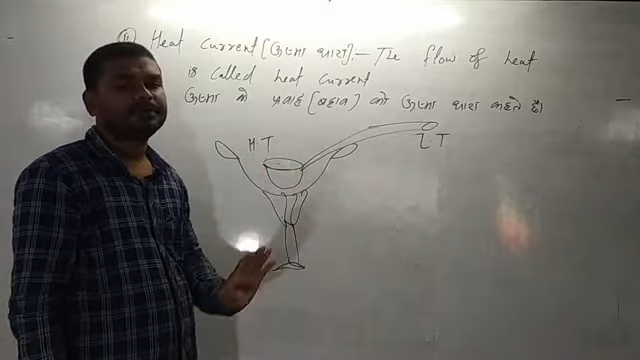 (ii) Heat Current [ऊष्मा धारा].— The flow of heat
is called heat current
ऊष्मा के प्रवाह [बहाव] को ऊष्मा धारा कहते हैं।
H T
L T